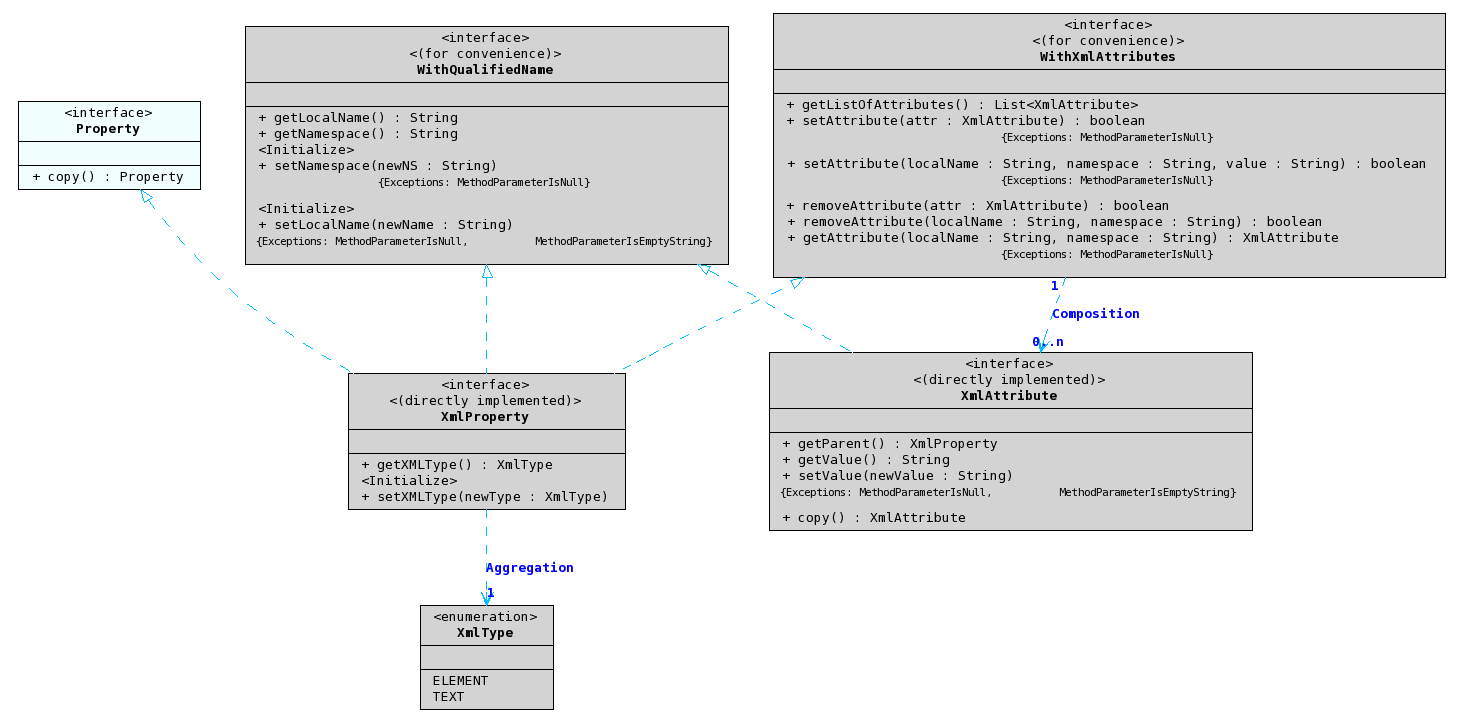 <interface>
Property
+ copy() : Property
<interface>
<(for convenience)>
WithQualifiedName
+ getLocalName() : String
+ getNamespace() : String
<Initialize>
+ setNamespace(newNS : String)
{Exceptions: MethodParameterIsNull}
<Initialize>
+ setLocalName(newName : String)
{Exceptions: MethodParameterIsNull, MethodParameterIsEmptyString}
<interface>
<(for convenience)>
WithXmlAttributes
+ getListOfAttributes() : List<XmlAttribute>
+ setAttribute(attr : XmlAttribute) : boolean
{Exceptions: MethodParameterIsNull}
+ setAttribute(localName : String, namespace : String, value : String) : boolean
{Exceptions: MethodParameterIsNull}
+ removeAttribute(attr : XmlAttribute) : boolean
+ removeAttribute(localName : String, namespace : String) : boolean
+ getAttribute(localName : String, namespace : String) : XmlAttribute
{Exceptions: MethodParameterIsNull}
1
Composition
0..n
<interface>
<(directly implemented)>
XmlProperty
+ getXMLType() : XmlType
<Initialize>
+ setXMLType(newType : XmlType)
<interface>
<(directly implemented)>
XmlAttribute
+ getParent() : XmlProperty
+ getValue() : String
+ setValue(newValue : String)
{Exceptions: MethodParameterIsNull, MethodParameterIsEmptyString}
+ copy() : XmlAttribute
Aggregation
1
<enumeration>
XmlType
ELEMENT
TEXT